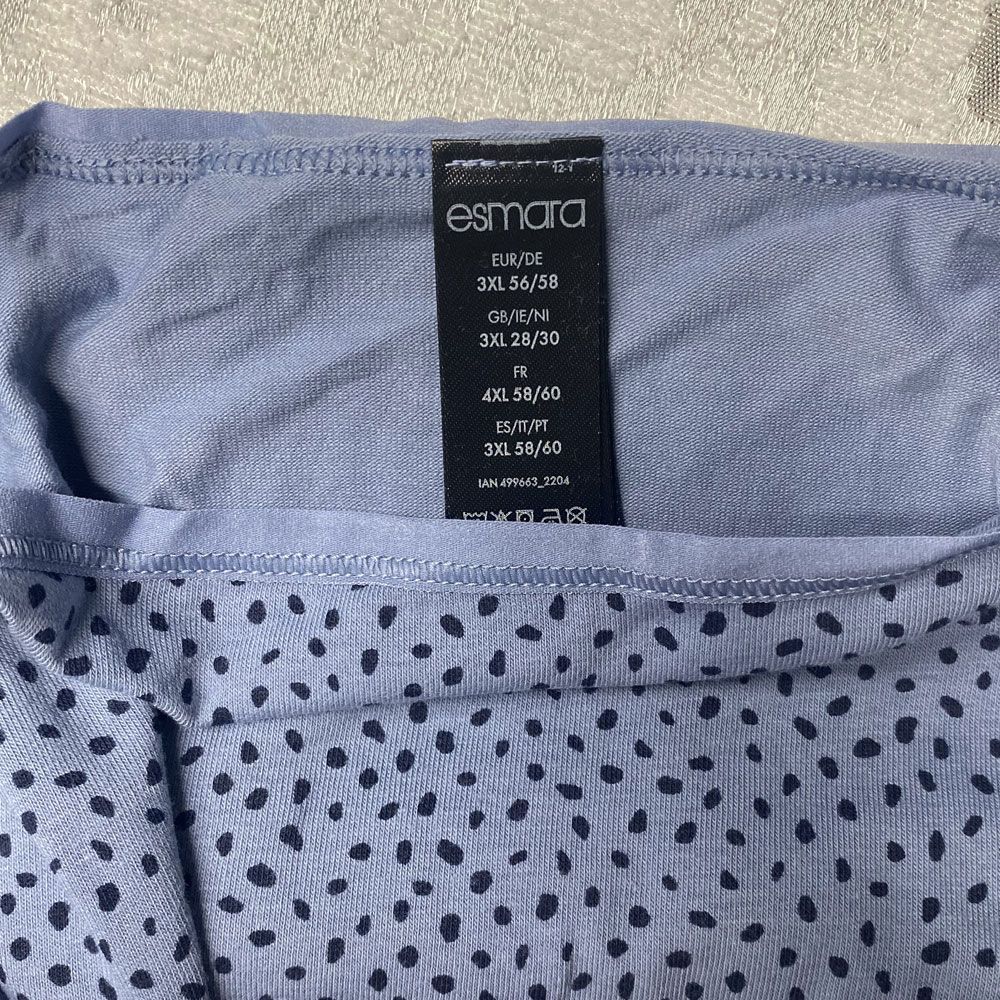 esmara
EUR/DE
3XL 56/58
GB/IE/NI
3XL 28/30
FR
4XL 58/60
ES/IT/PT
3XL 58/60
IAN 499663_2204